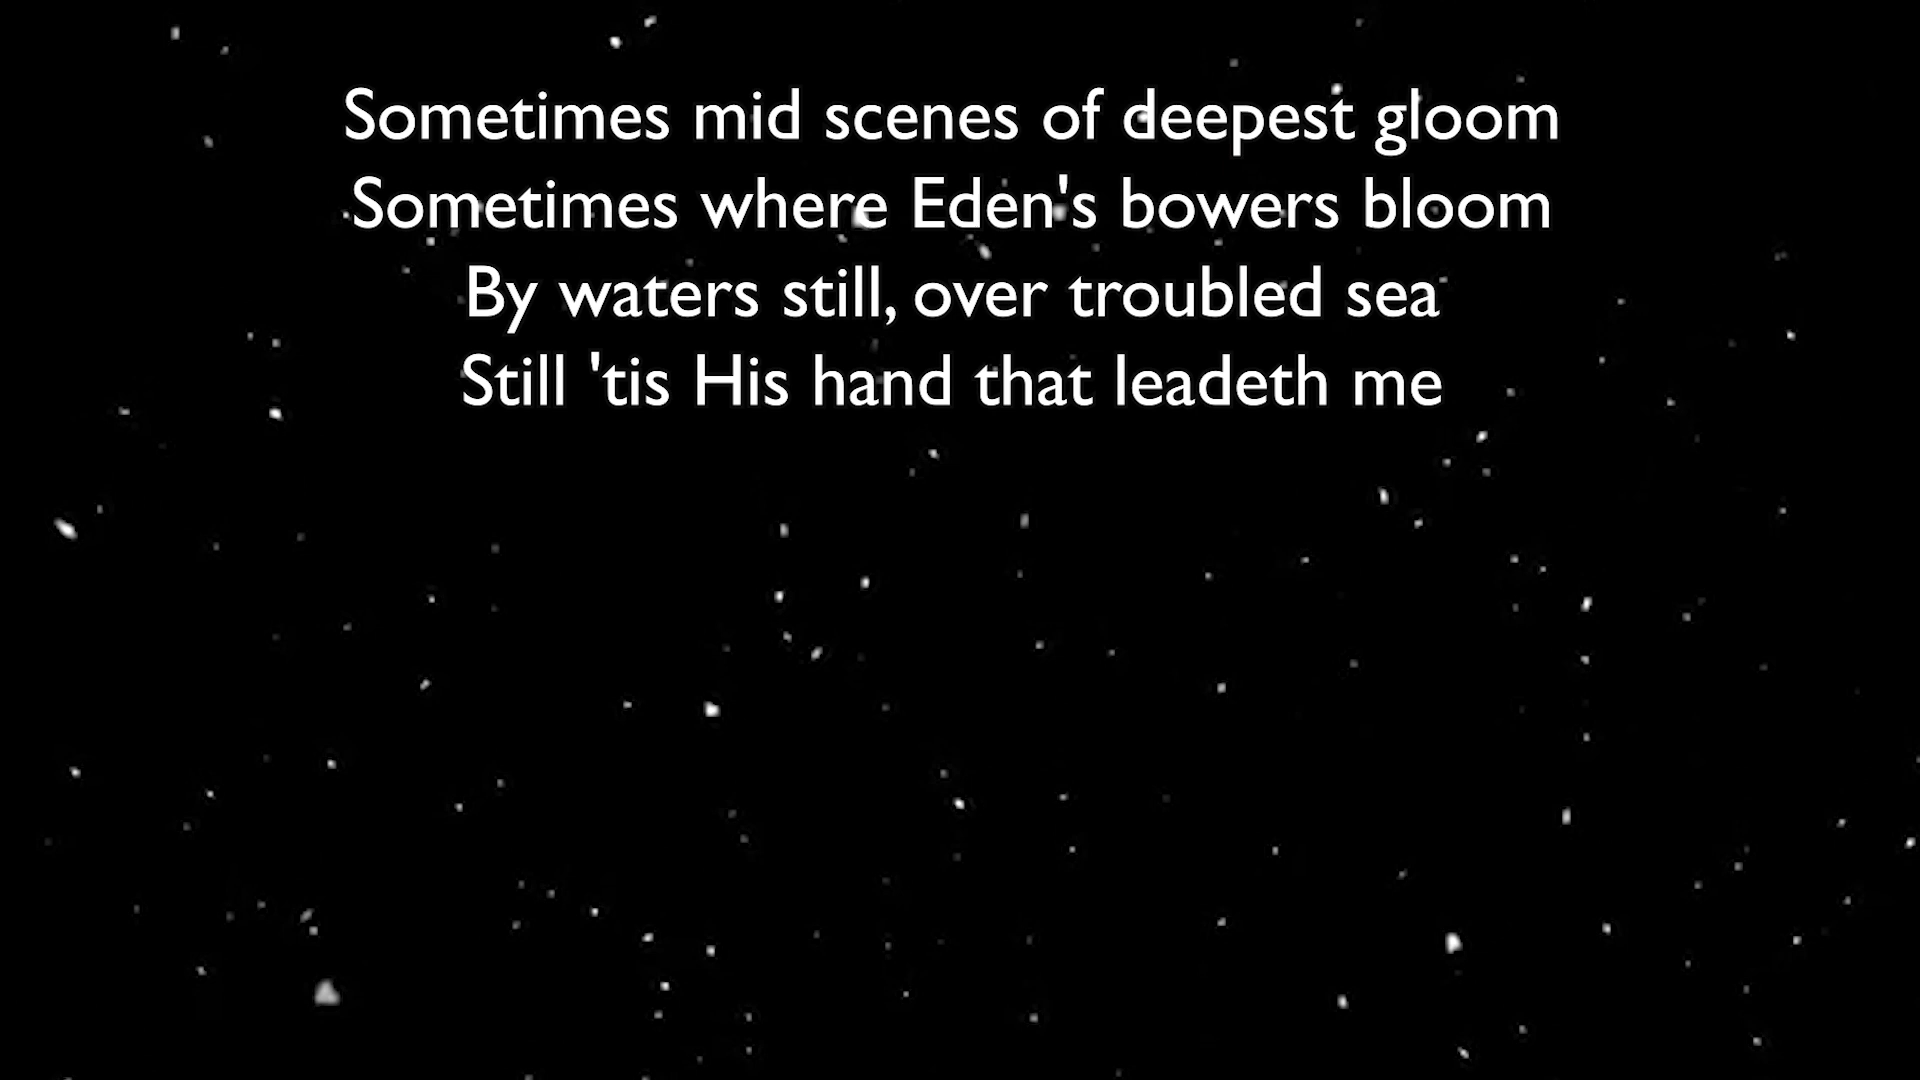 Sometimes mid scenes of deepest gloom
Sometimes where Eden's bowers bloom
By waters still, over troubled sea
Still 'tis His hand that leadeth me